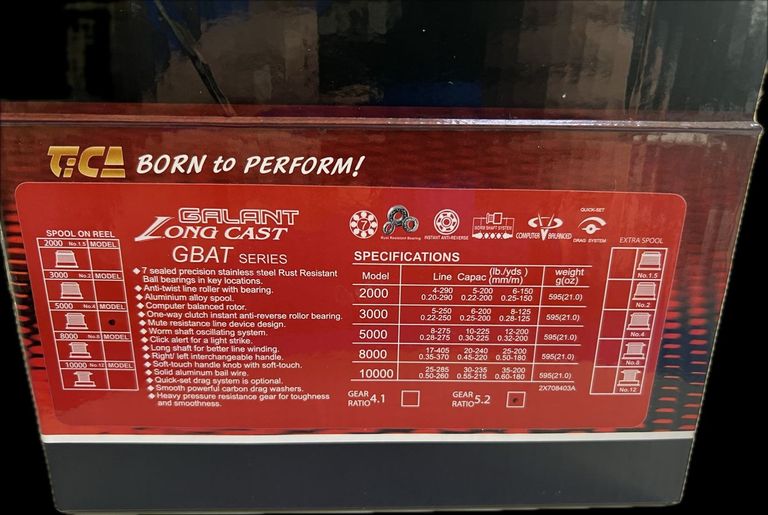 TiCA BORN to PERFORM!
SPOOL ON REEL
2000 No.1.5 MODEL
3000 No.2 MODEL
5000 No.4 MODEL
8000 No.8 MODEL
10000 No.12 MODEL
GALANT
LONG CAST
GBAT SERIES
◆ 7 sealed precision stainless steel Rust Resistant
Ball bearings in key locations.
◆ Anti-twist line roller with bearing.
◆ Aluminium alloy spool.
◆ Computer balanced rotor.
◆ One-way clutch instant anti-reverse rollor bearing.
◆ Mute resistance line device design.
◆ Worm shaft oscillating system.
◆ Click alert for a light strike.
◆ Long shaft for better line winding.
◆ Right/ left interchangeable handle.
◆ Soft-touch handle knob with soft-touch.
◆ Solid aluminum bail wire.
◆ Quick-set drag system is optional.
◆ Smooth powerful carbon drag washers.
◆ Heavy pressure resistance gear for toughness
and smoothness.
7
Rust Resistant Bearing
INSTANT ANTI-REVERSE
WORM SHAFT SYSTEM
COMPUTER BALANCED
QUICK-SET
DRAG SYSTEM
SPECIFICATIONS
Model Line Capac (lb./yds) (mm/m) weight g(oz)
2000 4-290 5-200 6-150 595(21.0)
0.20-290 0.22-200 0.25-150
3000 5-250 6-200 8-125 595(21.0)
0.22-250 0.25-200 0.28-125
5000 8-275 10-225 12-200 595(21.0)
0.28-275 0.30-225 0.32-200
8000 17-405 20-240 25-200 595(21.0)
0.35-370 0.45-220 0.50-180
10000 25-285 30-235 35-200 595(21.0)
0.50-260 0.55-215 0.60-180
2X708403A
GEAR RATIO 4.1
GEAR RATIO 5.2
EXTRA SPOOL
No.1.5
No.2
No.4
No.8
No.12